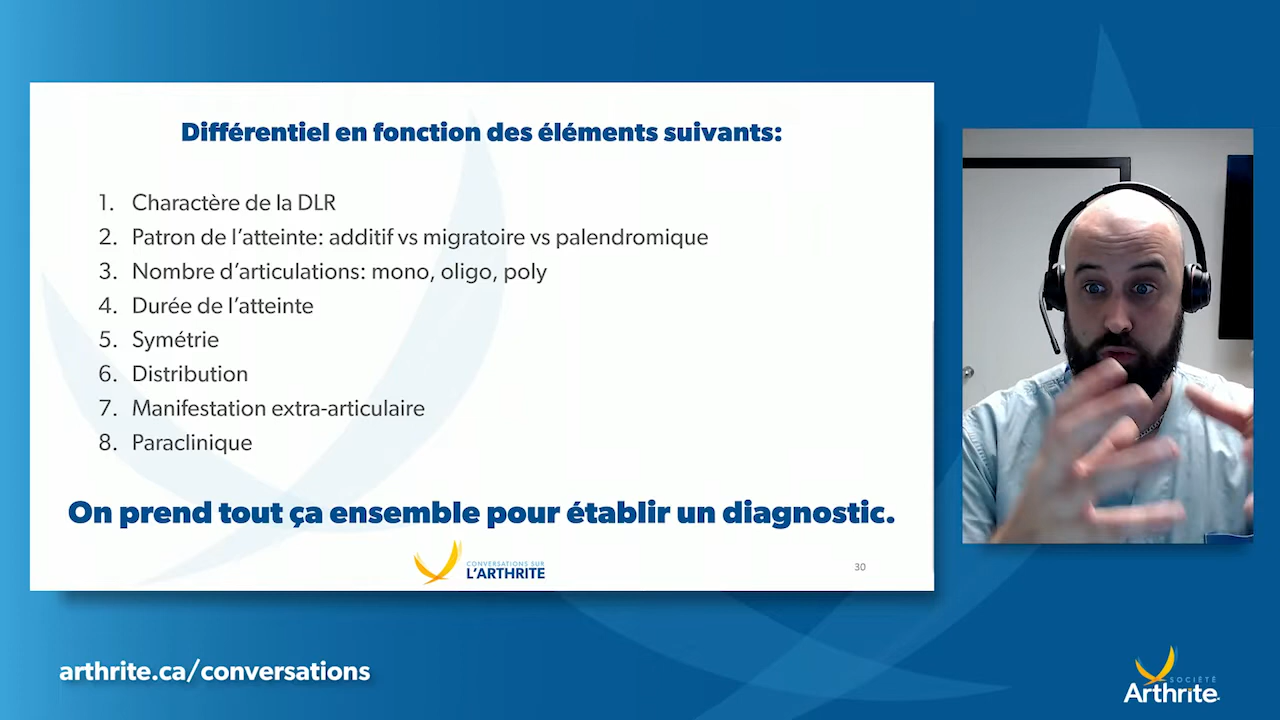 Différentiel en fonction des éléments suivants:
1. Charactère de la DLR
2. Patron de l’atteinte: additif vs migratoire vs palendromique
3. Nombre d’articulations: mono, oligo, poly
4. Durée de l’atteinte
5. Symétrie
6. Distribution
7. Manifestation extra-articulaire
8. Paraclinique
On prend tout ça ensemble pour établir un diagnostic.
CONVERSATIONS SUR
L’ARTHRITE
30
arthrite.ca/conversations
SOCIÉTÉ
Arthrite